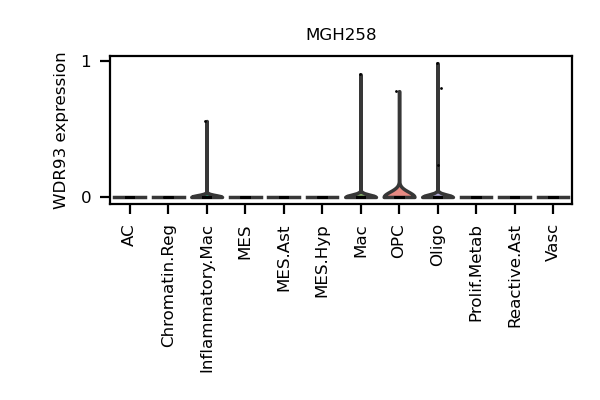 MGH258
WDR93 expression
1
0
AC
Chromatin.Reg
Inflammatory.Mac
MES
MES.Ast
MES.Hyp
Mac
OPC
Oligo
Prolif.Metab
Reactive.Ast
Vasc